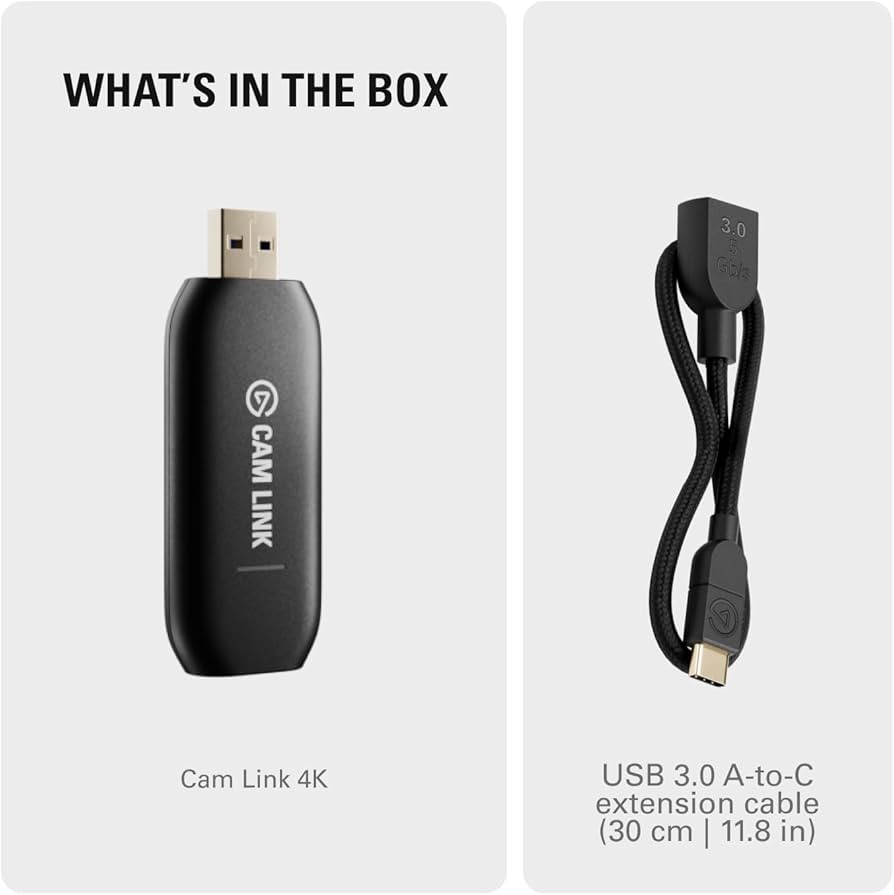 WHAT'S IN THE BOX
CAM LINK
Cam Link 4K
3.0
5
Gb/s
USB 3.0 A-to-C
extension cable
(30 cm | 11.8 in)